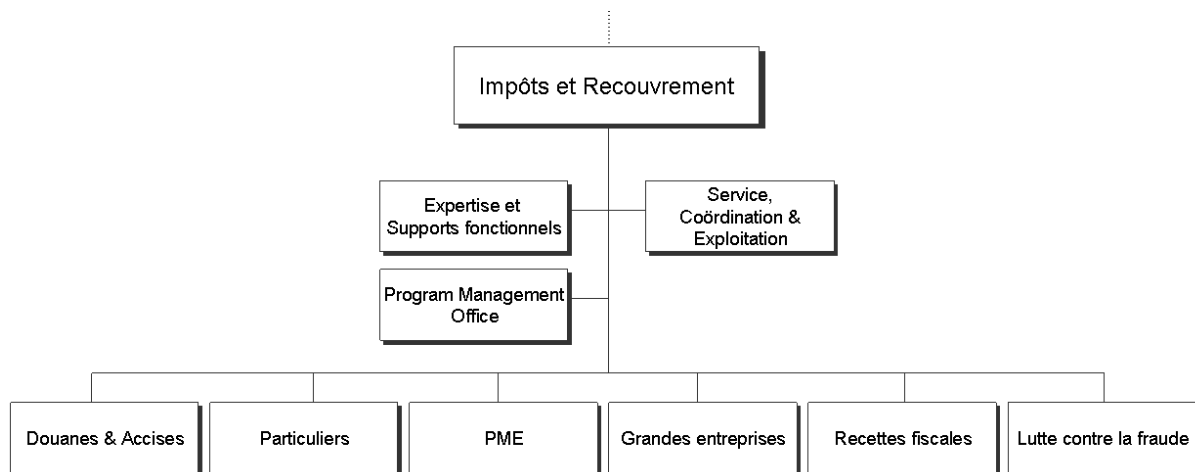 Impôts et Recouvrement
Expertise et
Supports fonctionnels
Service,
Coördination &
Exploitation
Program Management
Office
Douanes & Accises
Particuliers
PME
Grandes entreprises
Recettes fiscales
Lutte contre la fraude